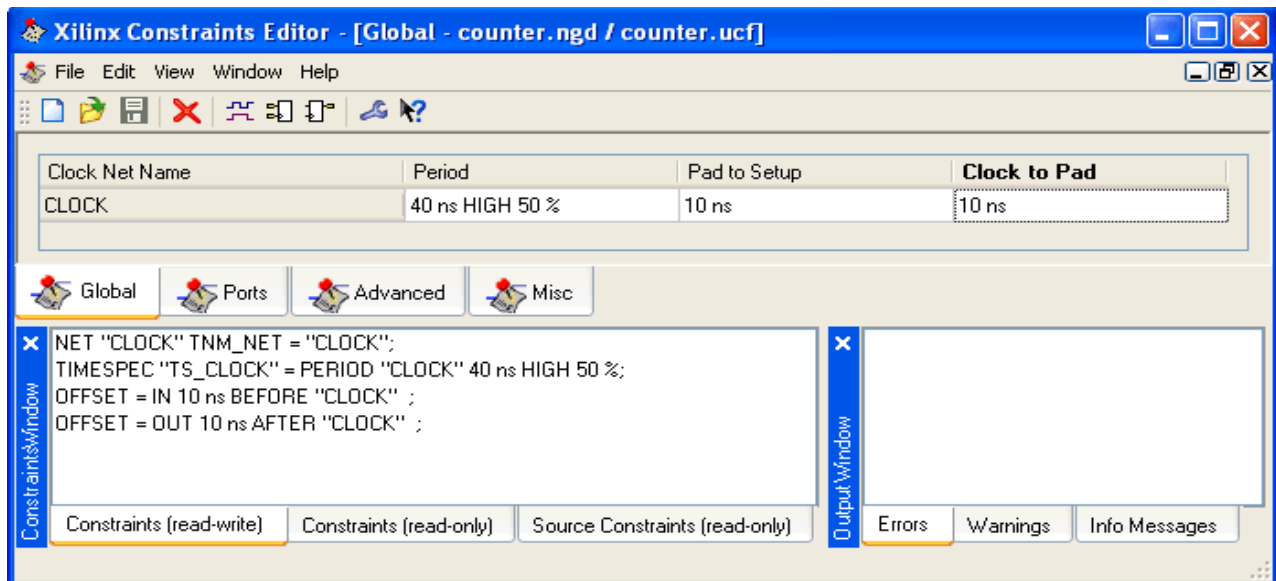 Xilinx Constraints Editor - [Global - counter.ngd / counter.ucf]
File Edit View Window Help
Clock Net Name Period Pad to Setup Clock to Pad
CLOCK 40 ns HIGH 50 % 10 ns 10 ns
Global Ports Advanced Misc
NET "CLOCK" TNM_NET = "CLOCK";
TIMESPEC "TS_CLOCK" = PERIOD "CLOCK" 40 ns HIGH 50 %;
OFFSET = IN 10 ns BEFORE "CLOCK" ;
OFFSET = OUT 10 ns AFTER "CLOCK" ;
ConstraintsWindow
Constraints (read-write) Constraints (read-only) Source Constraints (read-only)
Output Window
Errors Warnings Info Messages